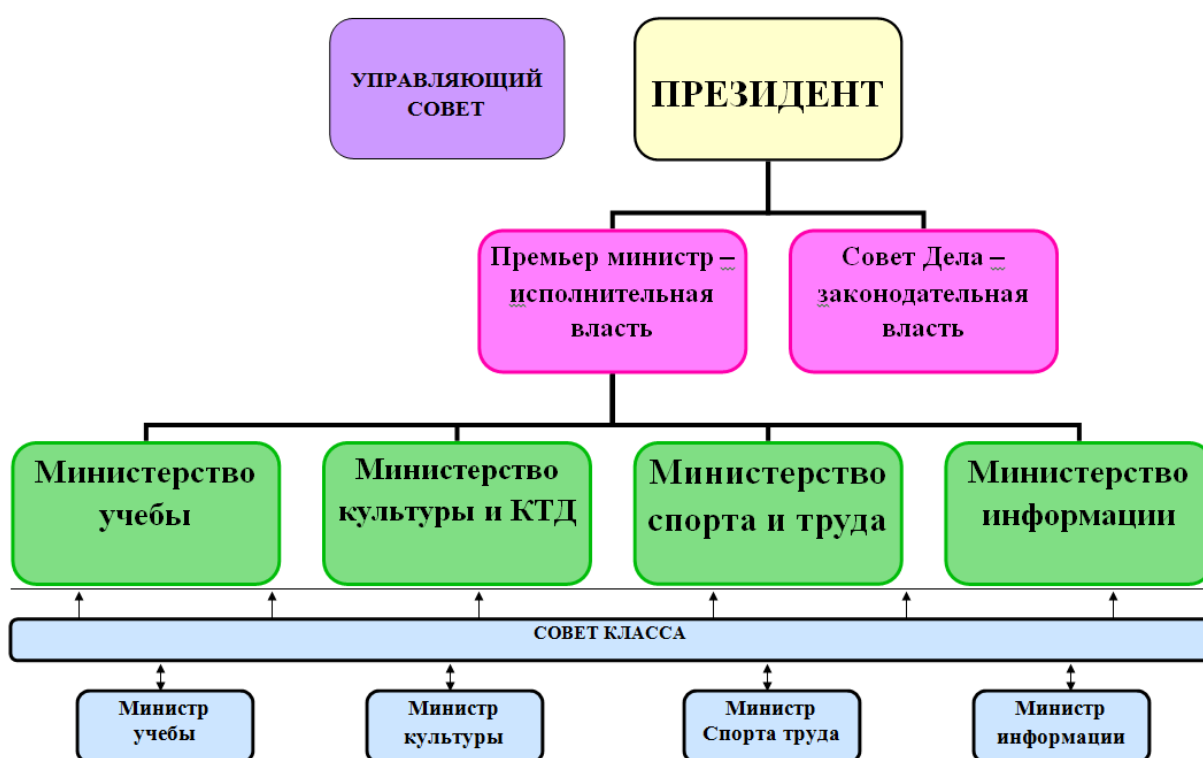 УПРАВЛЯЮЩИЙ
СОВЕТ
ПРЕЗИДЕНТ
Премьер министр –
исполнительная
власть
Совет Дела –
законодательная
власть
Министерство
учебы
Министерство
культуры и КТД
Министерство
спорта и труда
Министерство
информации
СОВЕТ КЛАССА
Министр
учебы
Министр
культуры
Министр
Спорта труда
Министр
информации